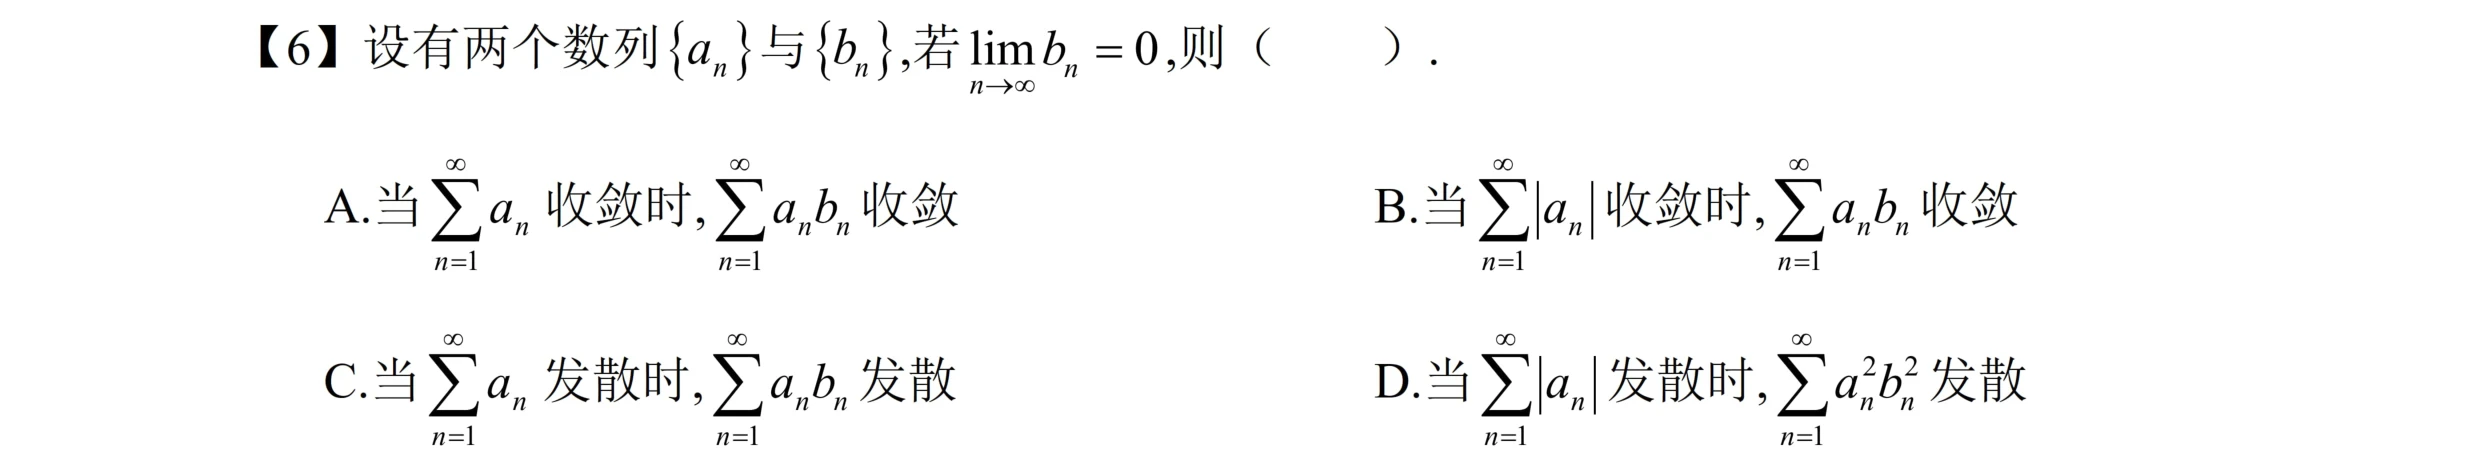 【6】设有两个数列{aₙ}与{bₙ},若 lim_{n→∞} bₙ = 0,则（ ）.
A.当 ∑_{n=1}^{∞} aₙ 收敛时, ∑_{n=1}^{∞} aₙbₙ 收敛 B.当 ∑_{n=1}^{∞} |aₙ| 收敛时, ∑_{n=1}^{∞} aₙbₙ 收敛
C.当 ∑_{n=1}^{∞} aₙ 发散时, ∑_{n=1}^{∞} aₙbₙ 发散 D.当 ∑_{n=1}^{∞} |aₙ| 发散时, ∑_{n=1}^{∞} aₙ²bₙ² 发散